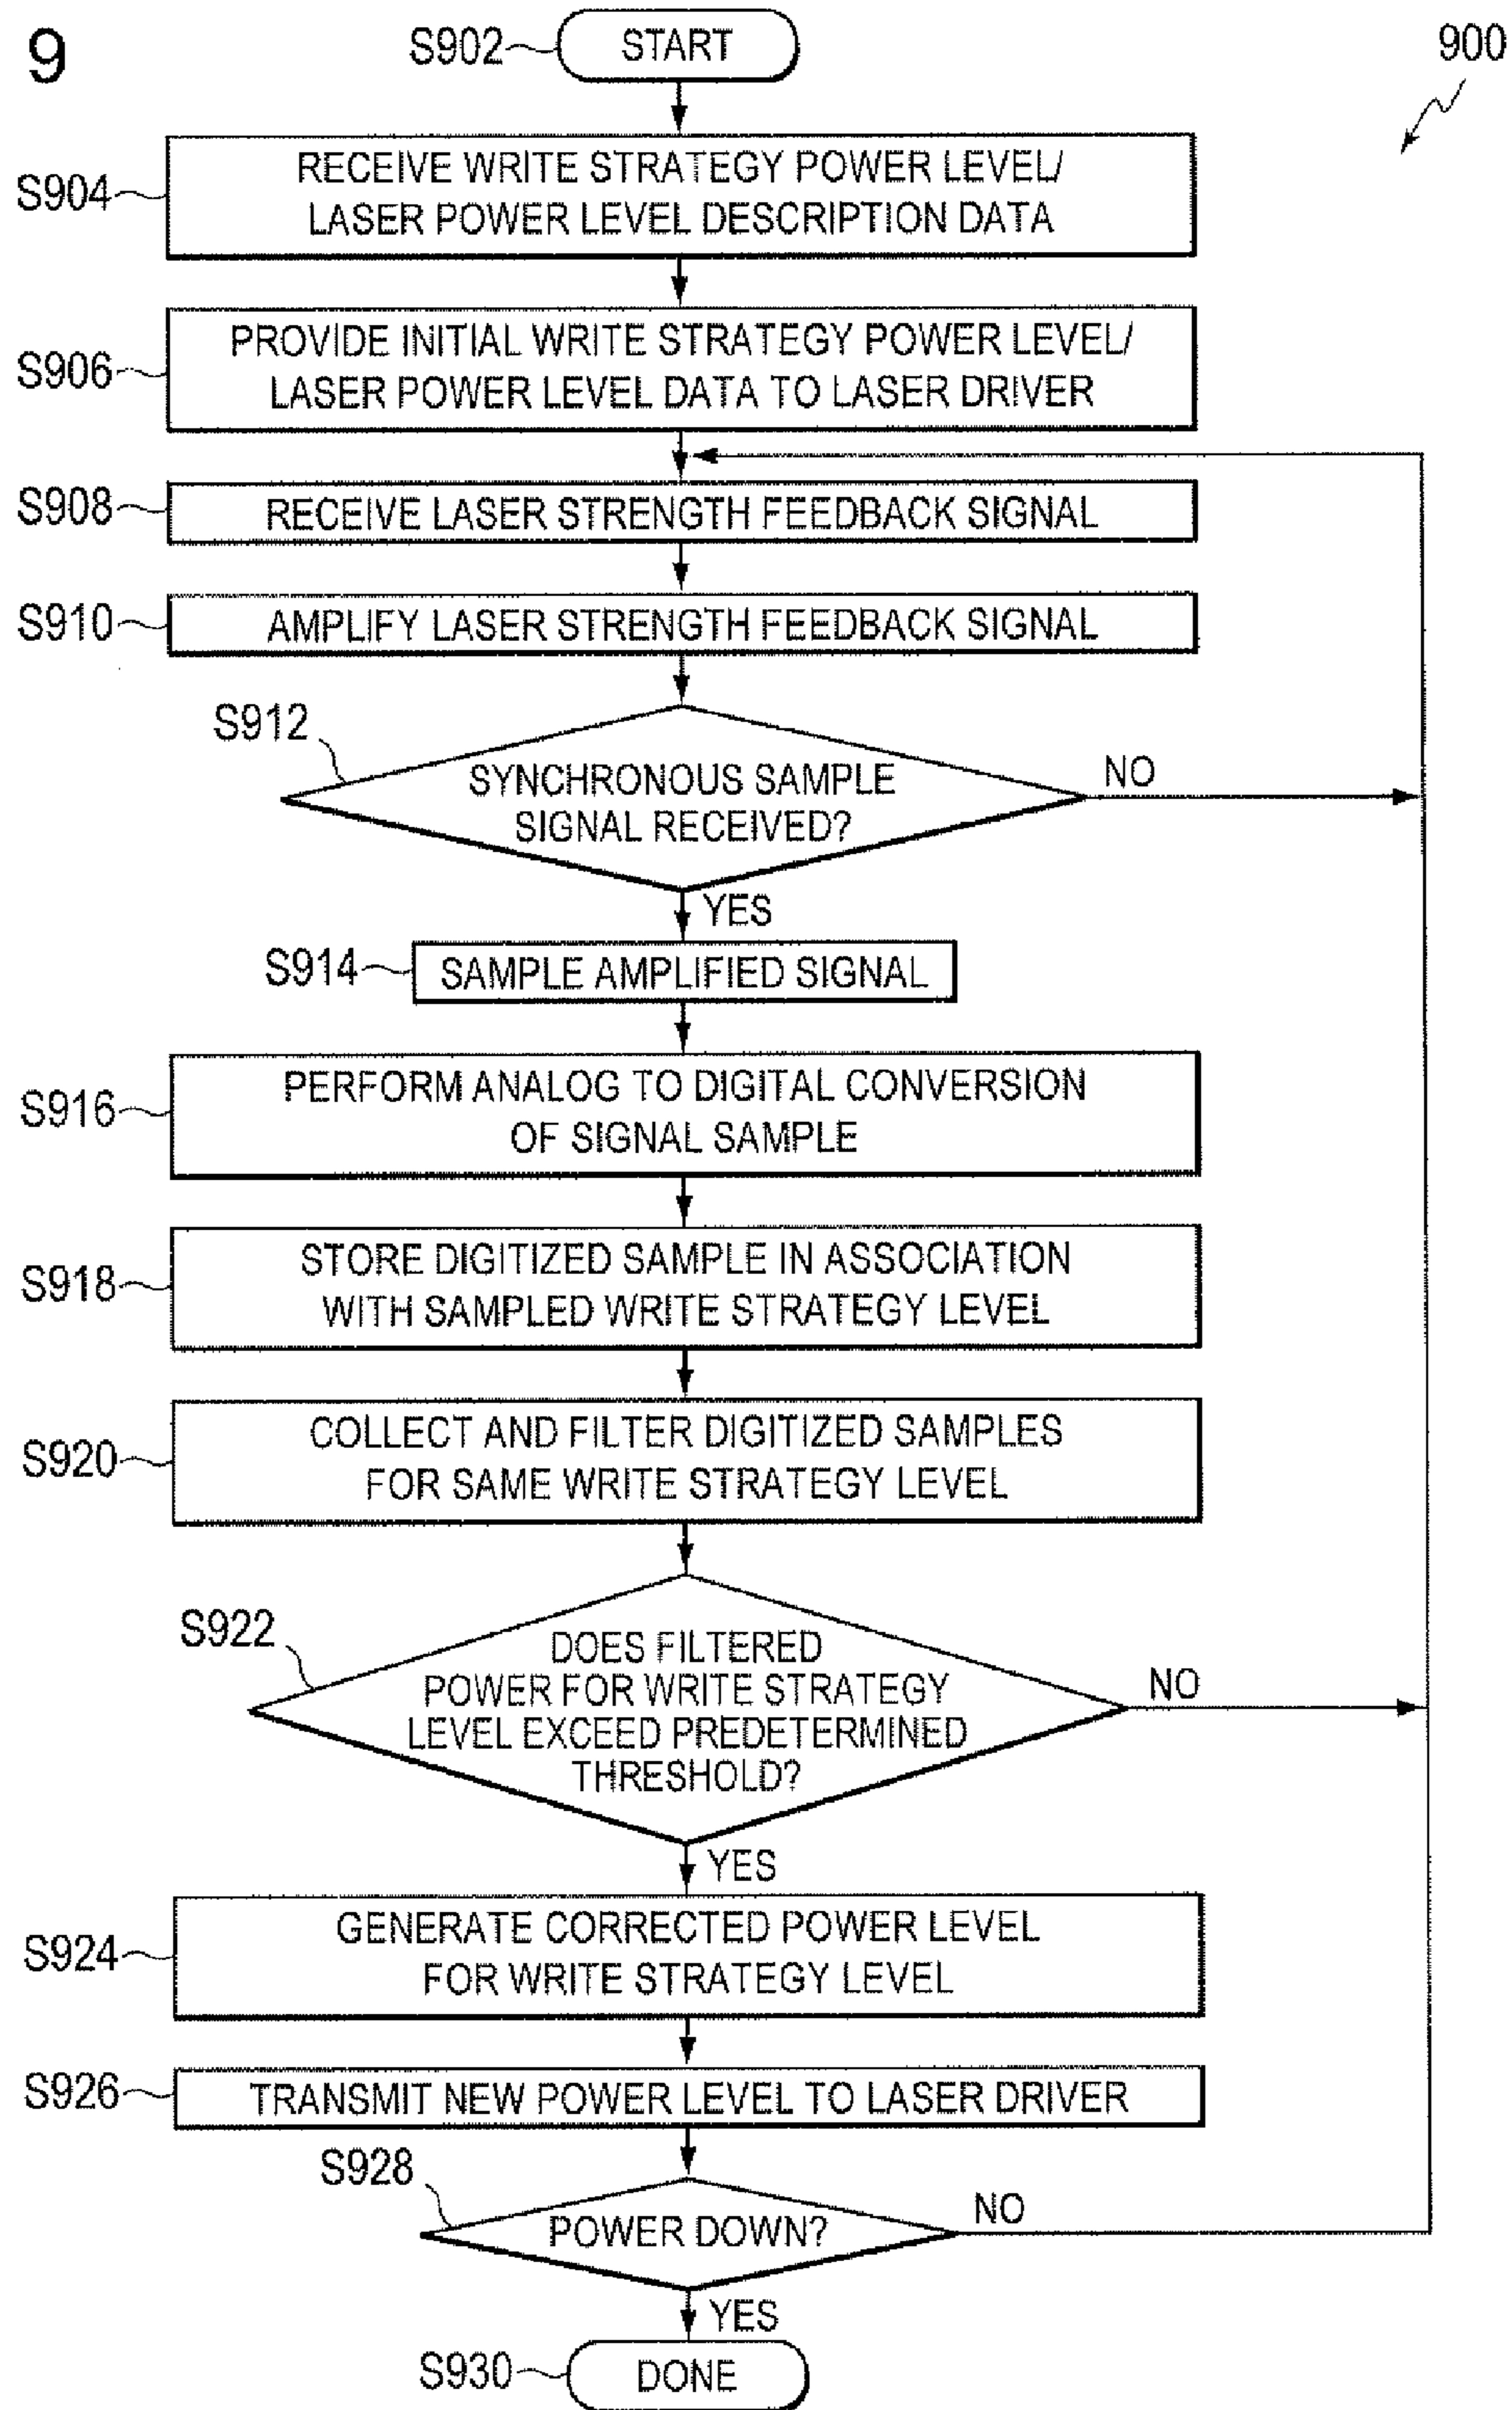 9
900
S902
START
S904
RECEIVE WRITE STRATEGY POWER LEVEL/
LASER POWER LEVEL DESCRIPTION DATA
S906
PROVIDE INITIAL WRITE STRATEGY POWER LEVEL/
LASER POWER LEVEL DATA TO LASER DRIVER
S908
RECEIVE LASER STRENGTH FEEDBACK SIGNAL
S910
AMPLIFY LASER STRENGTH FEEDBACK SIGNAL
S912
SYNCHRONOUS SAMPLE
SIGNAL RECEIVED?
NO
YES
S914
SAMPLE AMPLIFIED SIGNAL
S916
PERFORM ANALOG TO DIGITAL CONVERSION
OF SIGNAL SAMPLE
S918
STORE DIGITIZED SAMPLE IN ASSOCIATION
WITH SAMPLED WRITE STRATEGY LEVEL
S920
COLLECT AND FILTER DIGITIZED SAMPLES
FOR SAME WRITE STRATEGY LEVEL
S922
DOES FILTERED
POWER FOR WRITE STRATEGY
LEVEL EXCEED PREDETERMINED
THRESHOLD?
NO
YES
S924
GENERATE CORRECTED POWER LEVEL
FOR WRITE STRATEGY LEVEL
S926
TRANSMIT NEW POWER LEVEL TO LASER DRIVER
S928
POWER DOWN?
NO
YES
S930
DONE